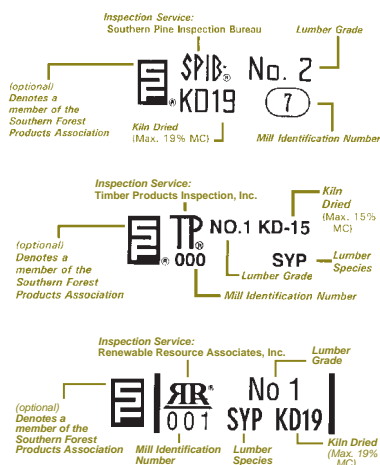 Inspection Service:
Southern Pine Inspection Bureau
Lumber Grade
SPIB® No. 2
(optional)
Denotes a
member of the
Southern Forest
Products Association
® KD19 7
Kiln Dried
(Max. 19% MC)
Mill Identification Number
Inspection Service:
Timber Products Inspection, Inc.
Kiln
Dried
(Max. 15%
MC)
TP® NO.1 KD-15
(optional)
Denotes a
member of the
Southern Forest
Products Association
® 000 SYP
Lumber
Species
Lumber Grade
Mill Identification Number
Inspection Service:
Renewable Resource Associates, Inc.
Lumber
Grade
RR® No 1
001 SYP KD19
(optional)
Denotes a
member of the
Southern Forest
Products Association
Mill Identification
Number
Lumber
Species
Kiln Dried
(Max. 19%
MC)